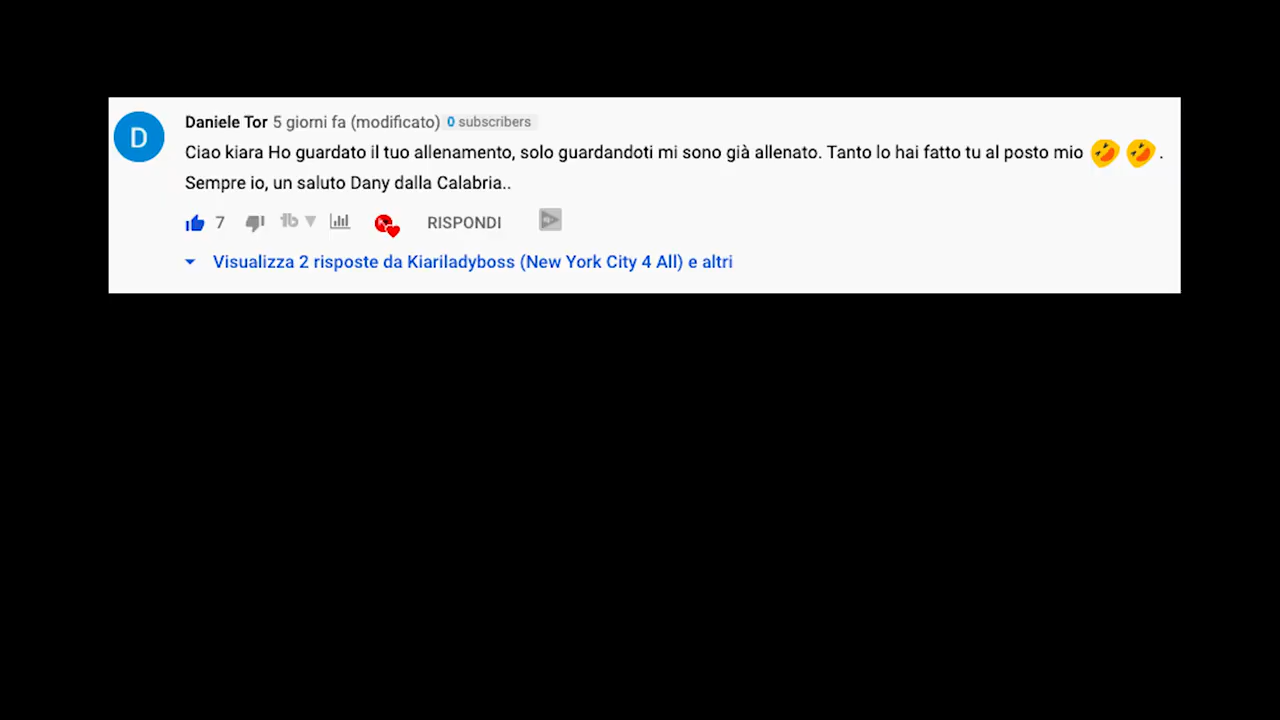 D
Daniele Tor 5 giorni fa (modificato) 0 subscribers
Ciao kiara Ho guardato il tuo allenamento, solo guardandoti mi sono già allenato. Tanto lo hai fatto tu al posto mio 🤣 🤣 .
Sempre io, un saluto Dany dalla Calabria..
7 tb RISPONDI
Visualizza 2 risposte da Kiariladyboss (New York City 4 All) e altri